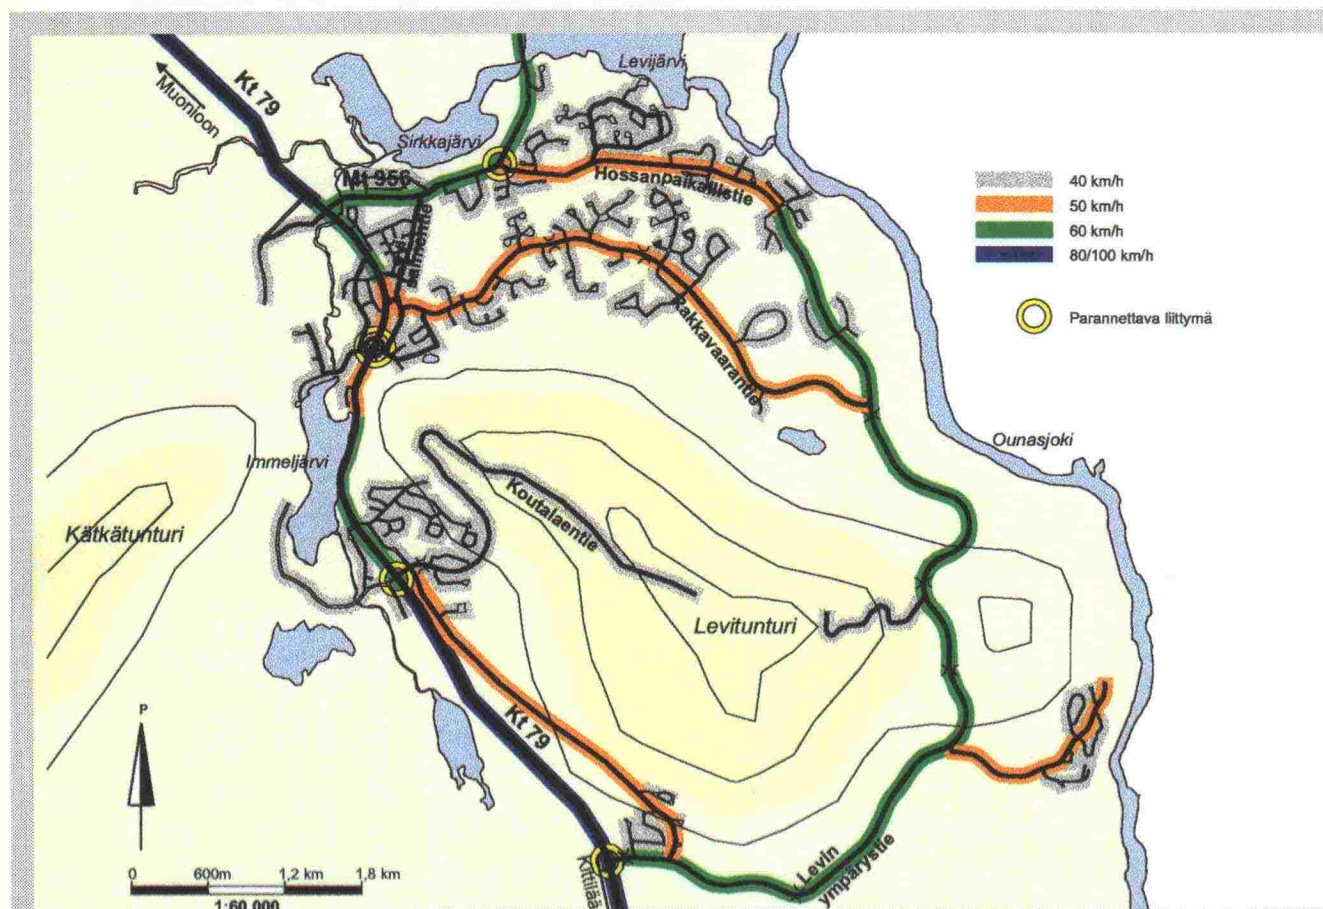 Levijärvi
Kt 79
Muonioon
Sirkkajärvi
Mt 956
Hossanpaikallistie
40 km/h
50 km/h
60 km/h
80/100 km/h
Parannettava liittymä
Rakkavaarantie
Ounasjoki
Immeljärvi
Koutalaentie
Kätkätunturi
Levitunturi
P
Kt 79
Levin
ympärystie
Kittilää
0 600m 1,2 km 1,8 km
1:60 000